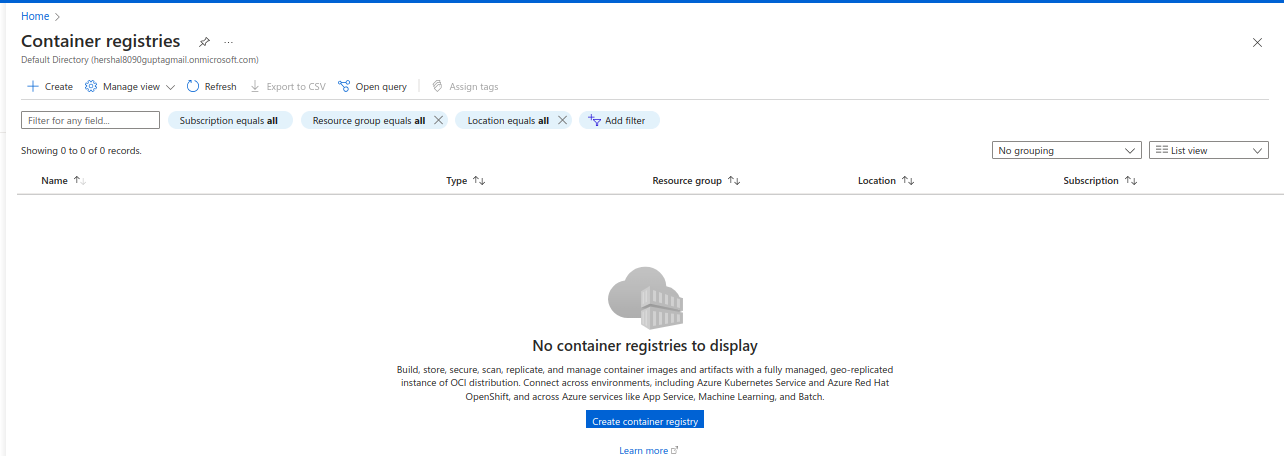 Home
Container registries
Default Directory (hershal8090guptagmail.onmicrosoft.com)
Create Manage view Refresh Export to CSV Open query Assign tags
Filter for any field... Subscription equals all Resource group equals all Location equals all Add filter
Showing 0 to 0 of 0 records. No grouping List view
Name Type Resource group Location Subscription
No container registries to display
Build, store, secure, scan, replicate, and manage container images and artifacts with a fully managed, geo-replicated
instance of OCI distribution. Connect across environments, including Azure Kubernetes Service and Azure Red Hat
OpenShift, and across Azure services like App Service, Machine Learning, and Batch.
Create container registry
Learn more